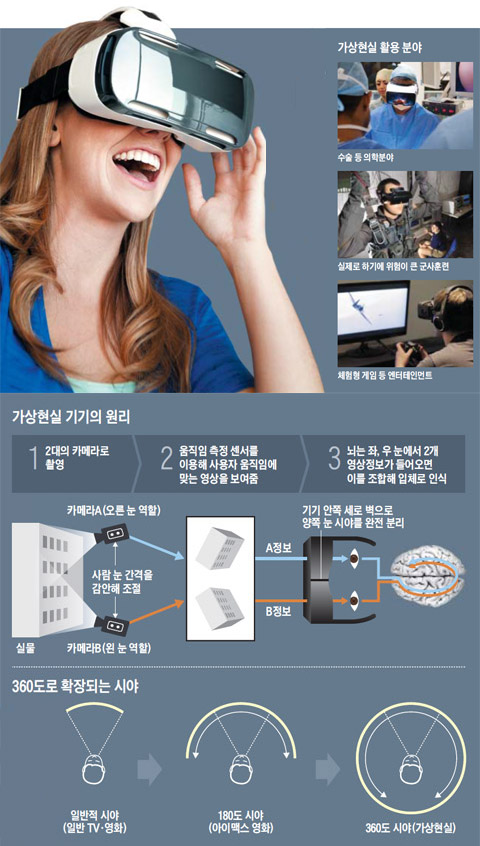 가상현실 활용 분야
수술 등 의학분야
실제로 하기에 위험이 큰 군사훈련
체험형 게임 등 엔터테인먼트
가상현실 기기의 원리
1 2대의 카메라로
촬영
2 움직임 측정 센서를
이용해 사용자 움직임에
맞는 영상을 보여줌
3 뇌는 좌, 우 눈에서 2개
영상정보가 들어오면
이를 조합해 입체로 인식
카메라A(오른 눈 역할)
사람 눈 간격을
감안해 조절
실물
카메라B(왼 눈 역할)
A정보
B정보
기기 안쪽 세로 벽으로
양쪽 눈 시야를 완전 분리
360도로 확장되는 시야
일반적 시야
(일반 TV·영화)
180도 시야
(아이맥스 영화)
360도 시야(가상현실)